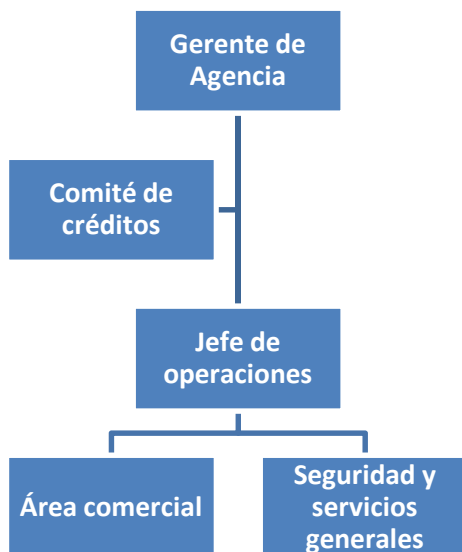 Gerente de
Agencia
Comité de
créditos
Jefe de
operaciones
Área comercial
Seguridad y
servicios
generales